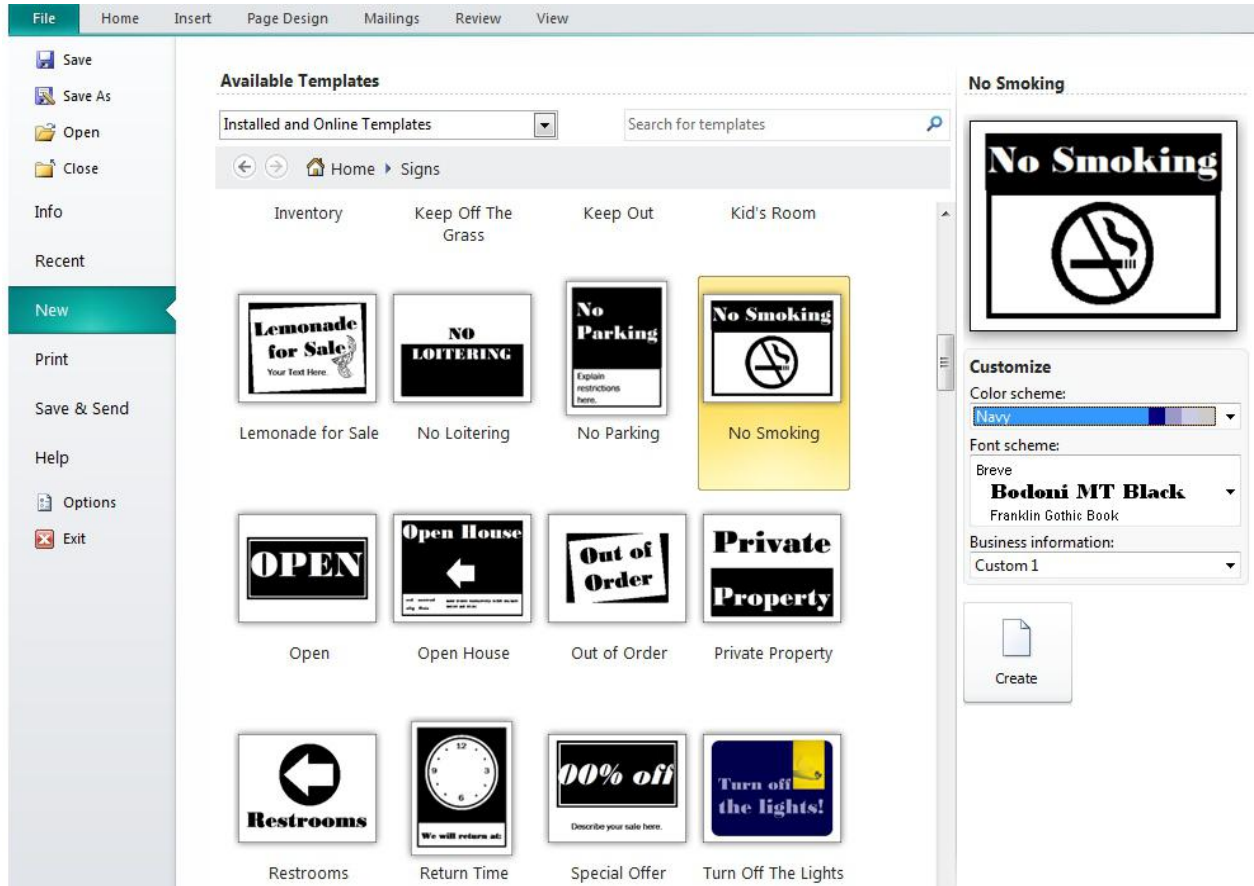 File Home Insert Page Design Mailings Review View
Save
Save As
Open
Close
Info
Recent
New
Print
Save & Send
Help
Options
Exit
Available Templates
Installed and Online Templates
Search for templates
Home Signs
Inventory
Keep Off The
Grass
Keep Out
Kid's Room
Lemonade
for Sale
Your Text Here.
Lemonade for Sale
NO
LOITERING
No Loitering
No
Parking
Explain
restrictions
here.
No Parking
No Smoking
No Smoking
OPEN
Open
Open House
Open House
Out of
Order
Out of Order
Private
Property
Private Property
Restrooms
Restrooms
12
9
3
6
We will return at:
Return Time
00% off
Describe your sale here.
Special Offer
Turn off
the lights!
Turn Off The Lights
No Smoking
No Smoking
Customize
Color scheme:
Navy
Font scheme:
Breve
Bodoni MT Black
Franklin Gothic Book
Business information:
Custom 1
Create